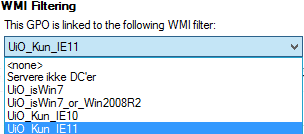 WMI Filtering
This GPO is linked to the following WMI filter:
UiO_Kun_IE11
<none>
Servere ikke DC'er
UiO_isWin7
UiO_isWin7_or_Win2008R2
UiO_Kun_IE10
UiO_Kun_IE11